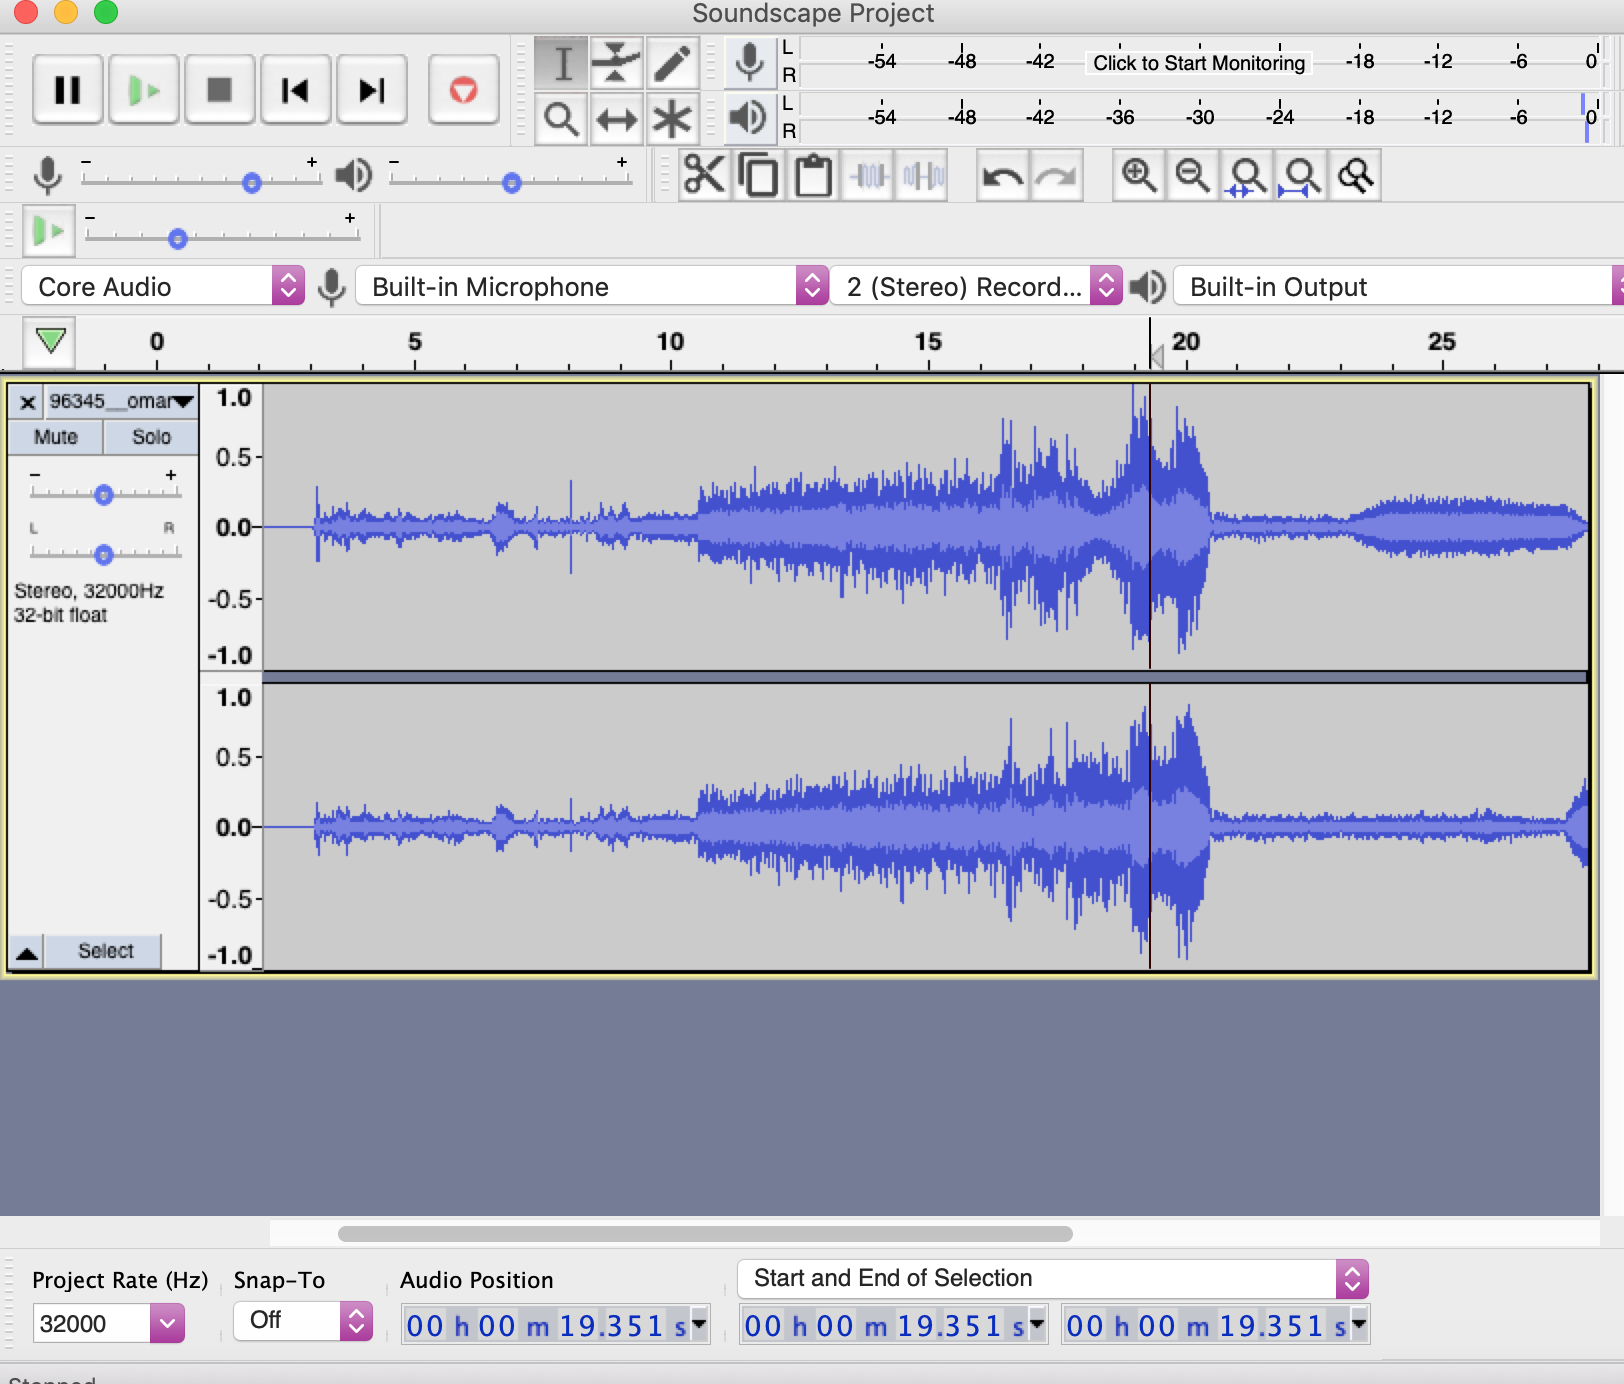 Soundscape Project
L
R
-54 -48 -42 Click to Start Monitoring -18 -12 -6 0
L
R
-54 -48 -42 -36 -30 -24 -18 -12 -6 0
- + - +
- +
Core Audio Built-in Microphone 2 (Stereo) Record... Built-in Output
0 5 10 15 20 25
96345__omar
Mute Solo
- +
L R
Stereo, 32000Hz
32-bit float
Select
1.0
0.5
0.0
-0.5
-1.0
1.0
0.5
0.0
-0.5
-1.0
Project Rate (Hz) Snap-To Audio Position Start and End of Selection
32000 Off 00 h 00 m 19.351 s 00 h 00 m 19.351 s 00 h 00 m 19.351 s